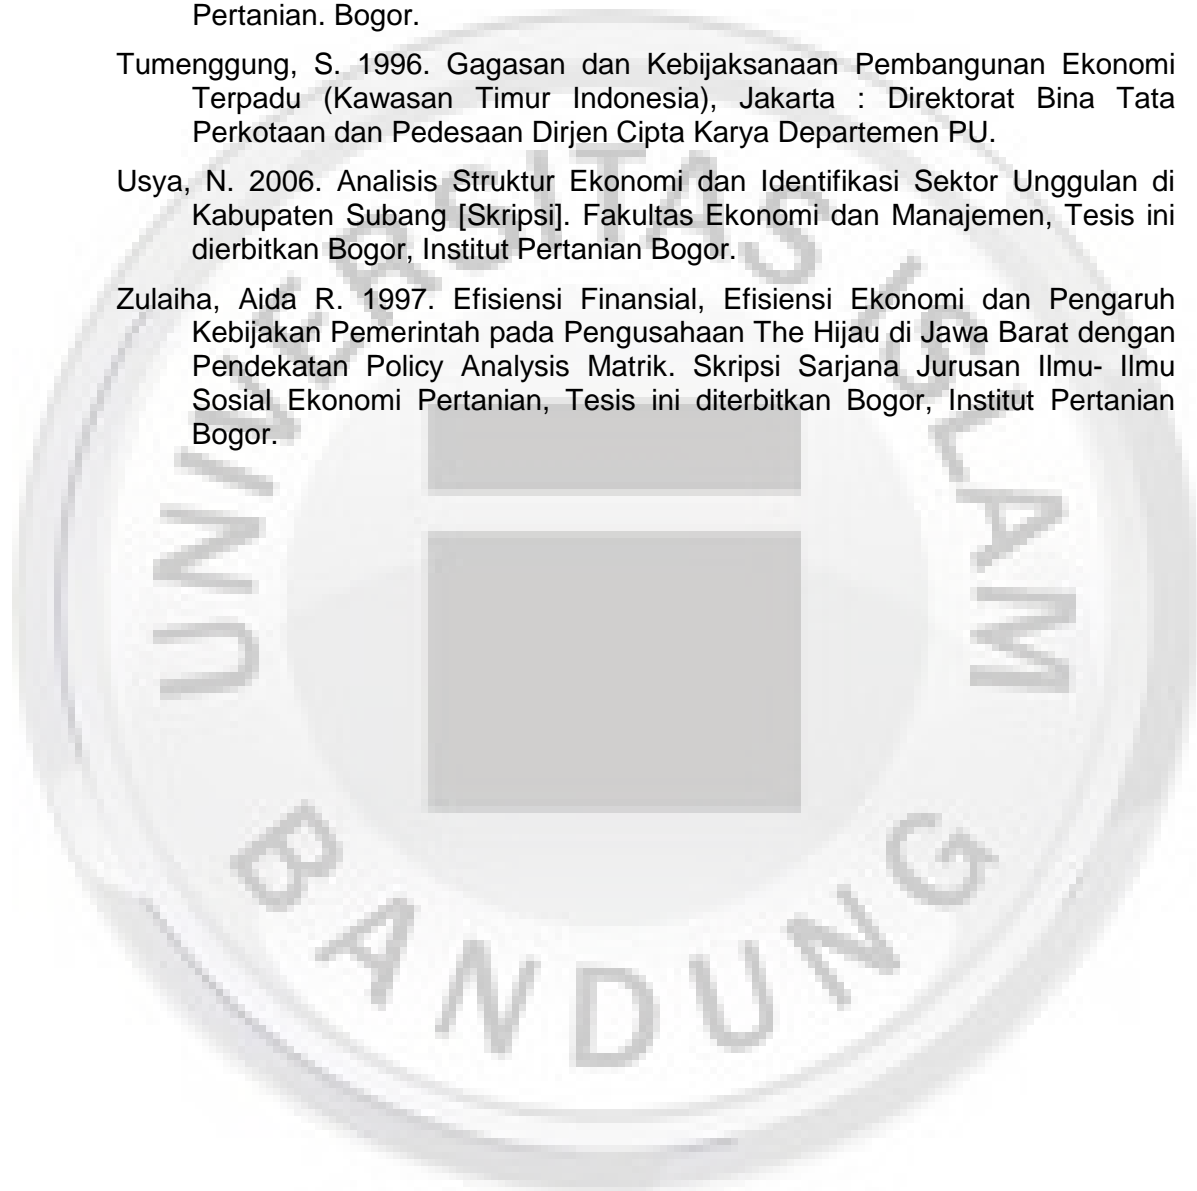 Pertanian. Bogor.
Tumenggung, S. 1996. Gagasan dan Kebijaksanaan Pembangunan Ekonomi
Terpadu (Kawasan Timur Indonesia), Jakarta : Direktorat Bina Tata
Perkotaan dan Pedesaan Dirjen Cipta Karya Departemen PU.
Usya, N. 2006. Analisis Struktur Ekonomi dan Identifikasi Sektor Unggulan di
Kabupaten Subang [Skripsi]. Fakultas Ekonomi dan Manajemen, Tesis ini
dierbitkan Bogor, Institut Pertanian Bogor.
Zulaiha, Aida R. 1997. Efisiensi Finansial, Efisiensi Ekonomi dan Pengaruh
Kebijakan Pemerintah pada Pengusahaan The Hijau di Jawa Barat dengan
Pendekatan Policy Analysis Matrik. Skripsi Sarjana Jurusan Ilmu- Ilmu
Sosial Ekonomi Pertanian, Tesis ini diterbitkan Bogor, Institut Pertanian
Bogor.
UNIVERSITAS ISLAM
BANDUNG